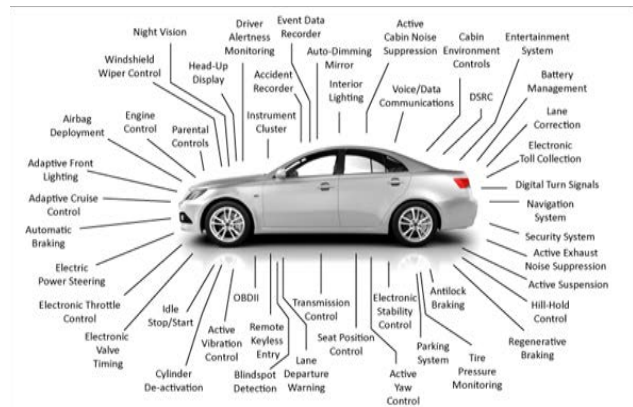 Night Vision
Driver
Alertness
Monitoring
Event Data
Recorder
Active
Cabin Noise
Suppression
Cabin
Environment
Controls
Entertainment
System
Windshield
Wiper Control
Head-Up
Display
Accident
Recorder
Auto-Dimming
Mirror
Interior
Lighting
Voice/Data
Communications
DSRC
Battery
Management
Airbag
Deployment
Engine
Control
Parental
Controls
Instrument
Cluster
Lane
Correction
Electronic
Toll Collection
Adaptive Front
Lighting
Digital Turn Signals
Adaptive Cruise
Control
Navigation
System
Automatic
Braking
Security System
Electric
Power Steering
Active Exhaust
Noise Suppression
Active Suspension
Electronic Throttle
Control
Hill-Hold
Control
Electronic
Valve
Timing
Idle
Stop/Start
Cylinder
De-activation
Active
Vibration
Control
OBDII
Remote
Keyless
Entry
Blindspot
Detection
Lane
Departure
Warning
Transmission
Control
Seat Position
Control
Electronic
Stability
Control
Active
Yaw
Control
Parking
System
Antilock
Braking
Tire
Pressure
Monitoring
Regenerative
Braking